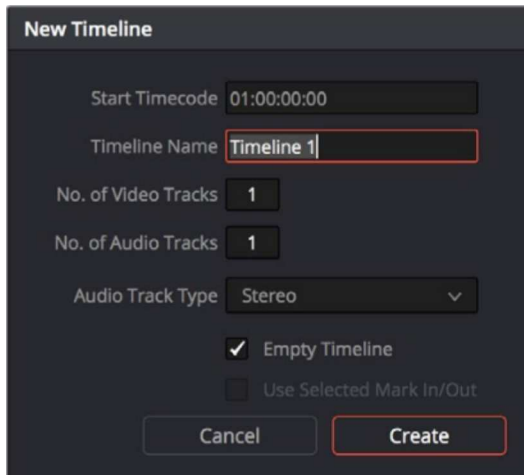 New Timeline
Start Timecode 01:00:00:00
Timeline Name Timeline 1
No. of Video Tracks 1
No. of Audio Tracks 1
Audio Track Type Stereo
Empty Timeline
Use Selected Mark In/Out
Cancel Create